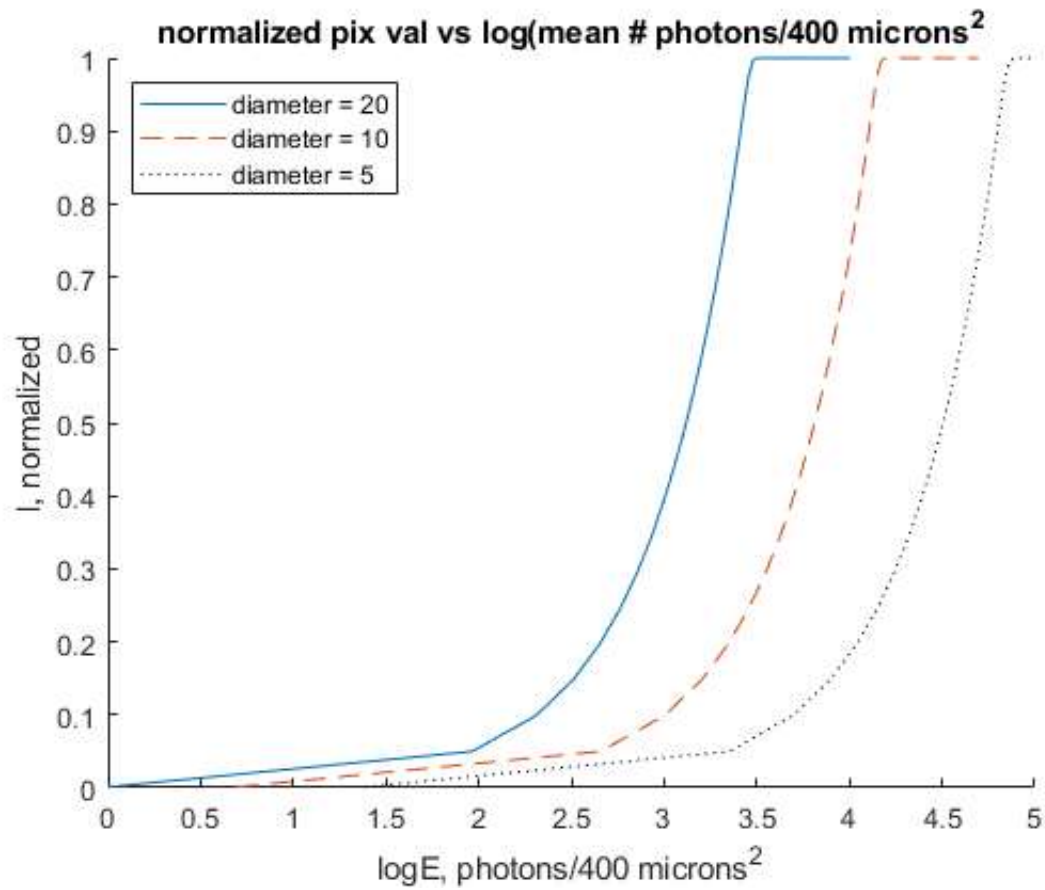 normalized pix val vs log(mean # photons/400 microns²
1
0.9
0.8
0.7
0.6
0.5
0.4
0.3
0.2
0.1
0
diameter = 20
diameter = 10
diameter = 5
I, normalized
0 0.5 1 1.5 2 2.5 3 3.5 4 4.5 5
logE, photons/400 microns²